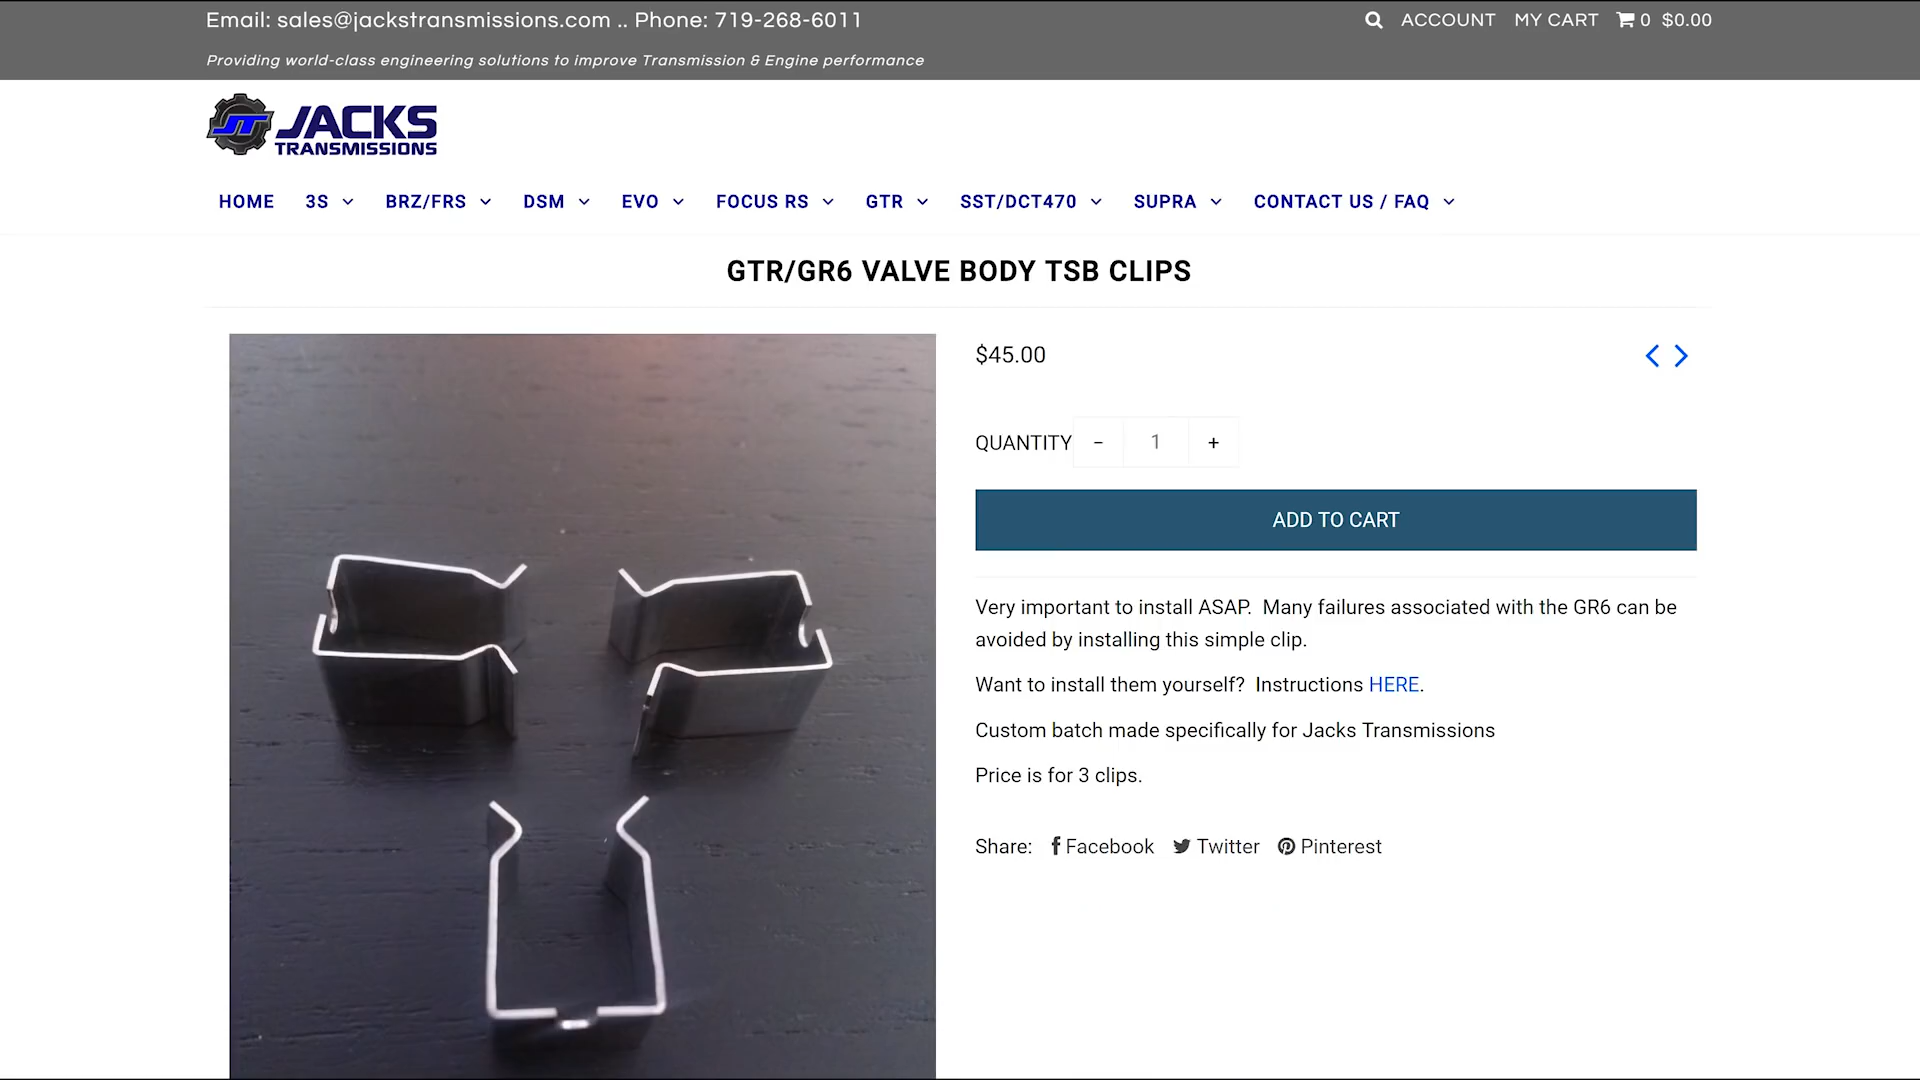 Email: sales@jackstransmissions.com .. Phone: 719-268-6011
ACCOUNT MY CART 0 $0.00
Providing world-class engineering solutions to improve Transmission & Engine performance
JT JACKS
TRANSMISSIONS
HOME 3S BRZ/FRS DSM EVO FOCUS RS GTR SST/DCT470 SUPRA CONTACT US / FAQ
GTR/GR6 VALVE BODY TSB CLIPS
$45.00
QUANTITY - 1 +
ADD TO CART
Very important to install ASAP. Many failures associated with the GR6 can be
avoided by installing this simple clip.
Want to install them yourself? Instructions HERE.
Custom batch made specifically for Jacks Transmissions
Price is for 3 clips.
Share: Facebook Twitter Pinterest